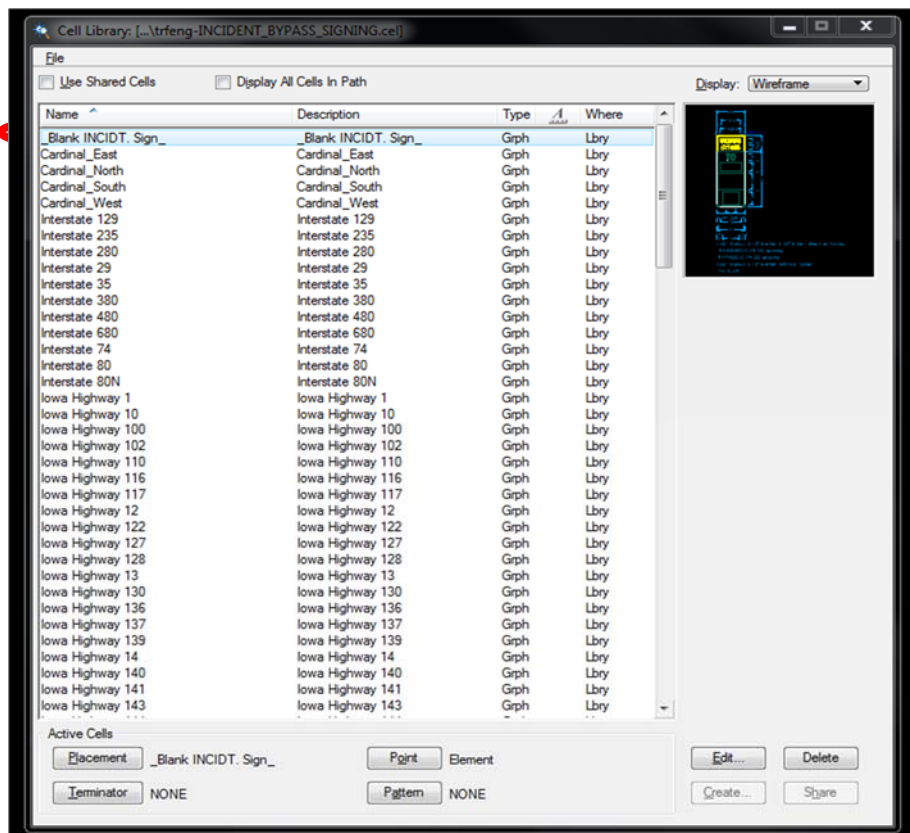 Cell Library: [...\trfeng-INCIDENT_BYPASS_SIGNING.cel]
File
Use Shared Cells Display All Cells In Path Display: Wireframe
Name Description Type Where
_Blank INCIDT. Sign_ _Blank INCIDT. Sign_ Grph Lbry
Cardinal_East Cardinal_East Grph Lbry
Cardinal_North Cardinal_North Grph Lbry
Cardinal_South Cardinal_South Grph Lbry
Cardinal_West Cardinal_West Grph Lbry
Interstate 129 Interstate 129 Grph Lbry
Interstate 235 Interstate 235 Grph Lbry
Interstate 280 Interstate 280 Grph Lbry
Interstate 29 Interstate 29 Grph Lbry
Interstate 35 Interstate 35 Grph Lbry
Interstate 380 Interstate 380 Grph Lbry
Interstate 480 Interstate 480 Grph Lbry
Interstate 680 Interstate 680 Grph Lbry
Interstate 74 Interstate 74 Grph Lbry
Interstate 80 Interstate 80 Grph Lbry
Interstate 80N Interstate 80N Grph Lbry
Iowa Highway 1 Iowa Highway 1 Grph Lbry
Iowa Highway 10 Iowa Highway 10 Grph Lbry
Iowa Highway 100 Iowa Highway 100 Grph Lbry
Iowa Highway 102 Iowa Highway 102 Grph Lbry
Iowa Highway 110 Iowa Highway 110 Grph Lbry
Iowa Highway 116 Iowa Highway 116 Grph Lbry
Iowa Highway 117 Iowa Highway 117 Grph Lbry
Iowa Highway 12 Iowa Highway 12 Grph Lbry
Iowa Highway 122 Iowa Highway 122 Grph Lbry
Iowa Highway 127 Iowa Highway 127 Grph Lbry
Iowa Highway 128 Iowa Highway 128 Grph Lbry
Iowa Highway 13 Iowa Highway 13 Grph Lbry
Iowa Highway 130 Iowa Highway 130 Grph Lbry
Iowa Highway 136 Iowa Highway 136 Grph Lbry
Iowa Highway 137 Iowa Highway 137 Grph Lbry
Iowa Highway 139 Iowa Highway 139 Grph Lbry
Iowa Highway 14 Iowa Highway 14 Grph Lbry
Iowa Highway 140 Iowa Highway 140 Grph Lbry
Iowa Highway 141 Iowa Highway 141 Grph Lbry
Iowa Highway 143 Iowa Highway 143 Grph Lbry
Active Cells
Placement _Blank INCIDT. Sign_ Point Element Edit... Delete
Terminator NONE Pattern NONE Create... Share